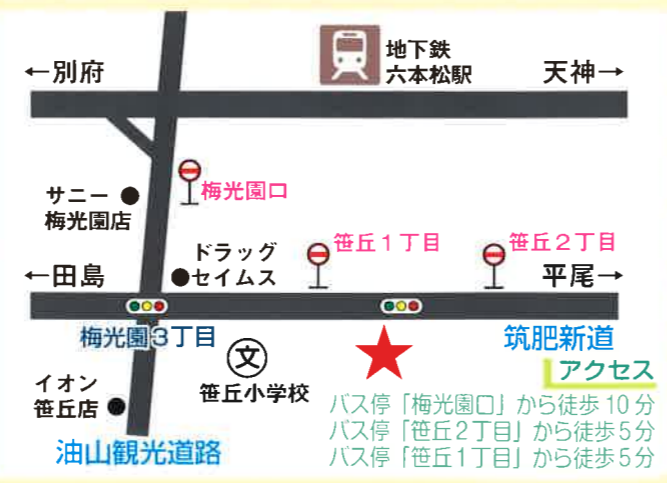 ←別府
地下鉄
六本松駅
天神→
サニー
梅光園店
梅光園口
ドラッグ
セイムス
笹丘1丁目
笹丘2丁目
←田島
平尾→
梅光園3丁目
筑肥新道
文
笹丘小学校
イオン
笹丘店
油山観光道路
アクセス
バス停「梅光園口」から徒歩10分
バス停「笹丘2丁目」から徒歩5分
バス停「笹丘1丁目」から徒歩5分